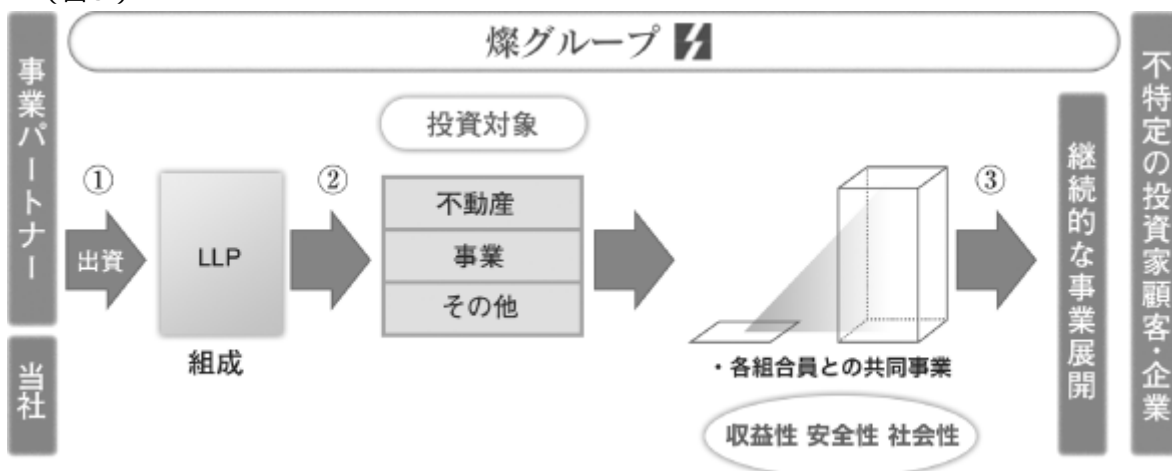 燦グループ
事業パートナー
当社
①
出資
LLP
組成
②
投資対象
不動産
事業
その他
・各組合員との共同事業
収益性 安全性 社会性
③
継続的な事業展開
不特定の投資家顧客・企業